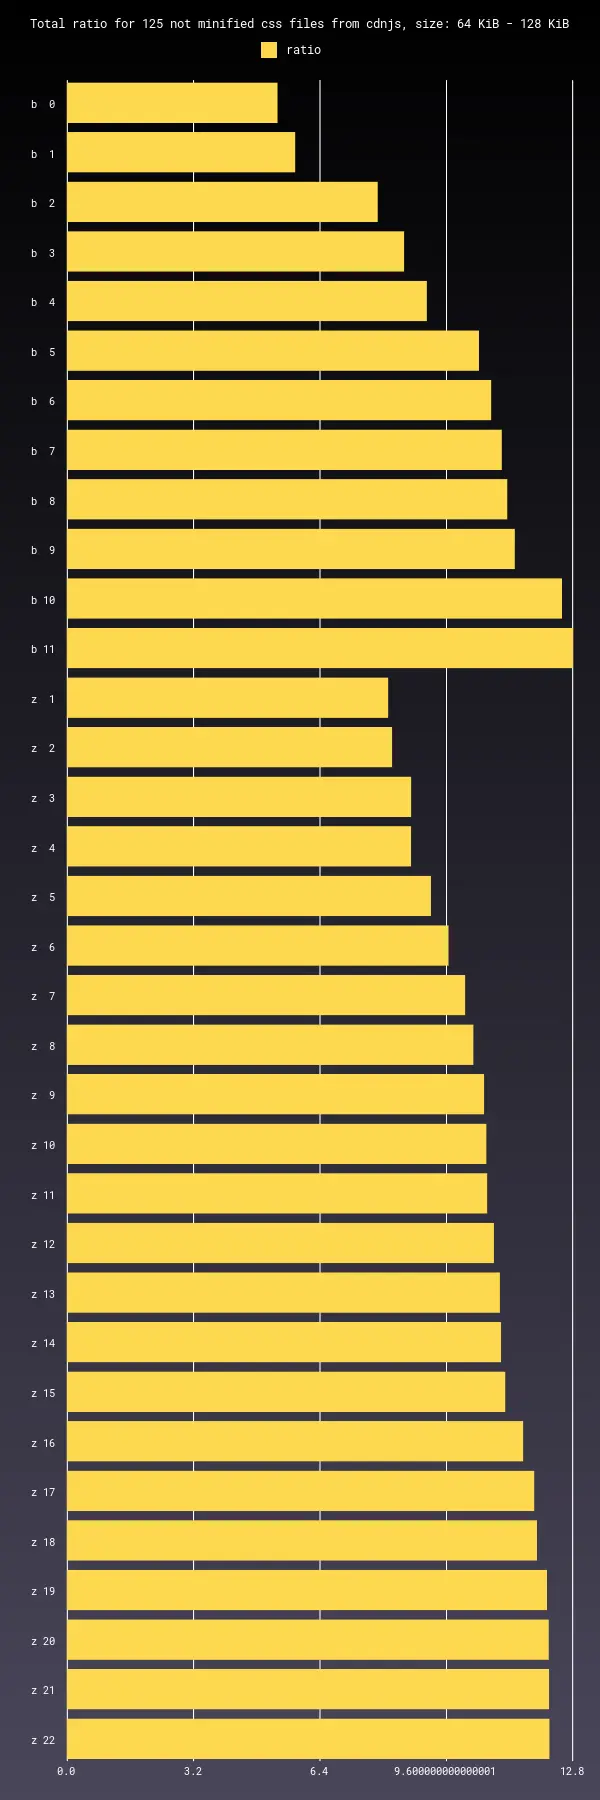 Total ratio for 125 not minified css files from cdnjs, size: 64 KiB - 128 KiB
ratio
b 0
b 1
b 2
b 3
b 4
b 5
b 6
b 7
b 8
b 9
b 10
b 11
z 1
z 2
z 3
z 4
z 5
z 6
z 7
z 8
z 9
z 10
z 11
z 12
z 13
z 14
z 15
z 16
z 17
z 18
z 19
z 20
z 21
z 22
0.0 3.2 6.4 9.600000000000001 12.8